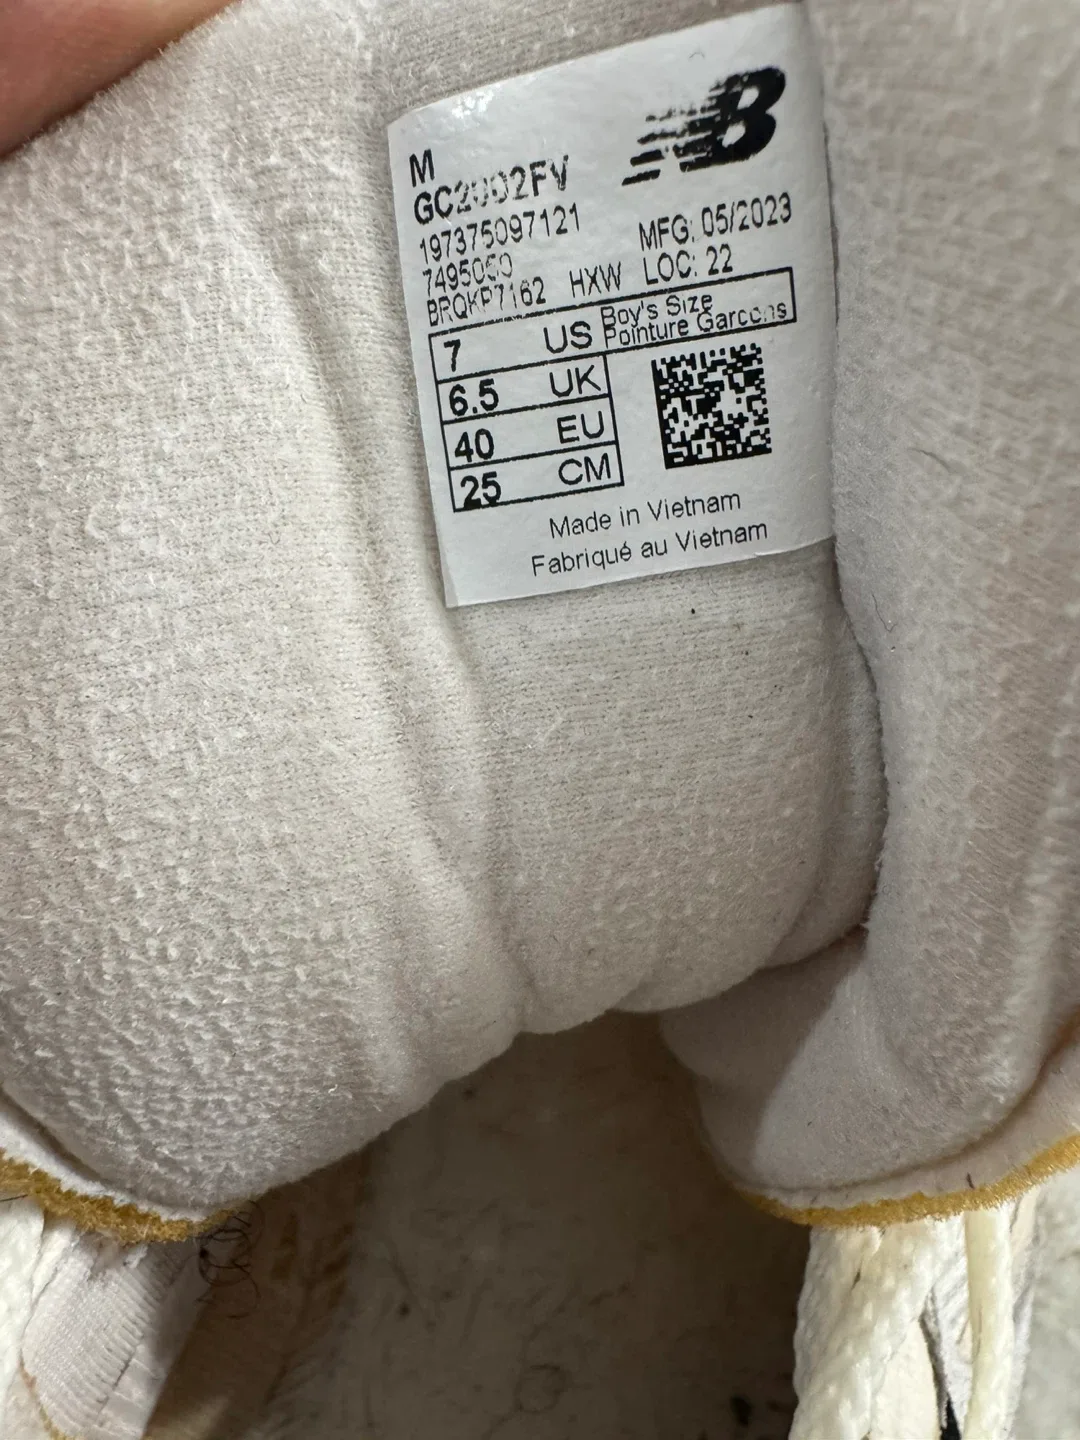 NB
M
GC2002FV
197375097121
MFG: 05/2023
BRQKP7162 HXW LOC: 22
7 US Boy's Size
Pointure Garcons
6.5 UK
40 EU
25 CM
Made in Vietnam
Fabriqué au Vietnam